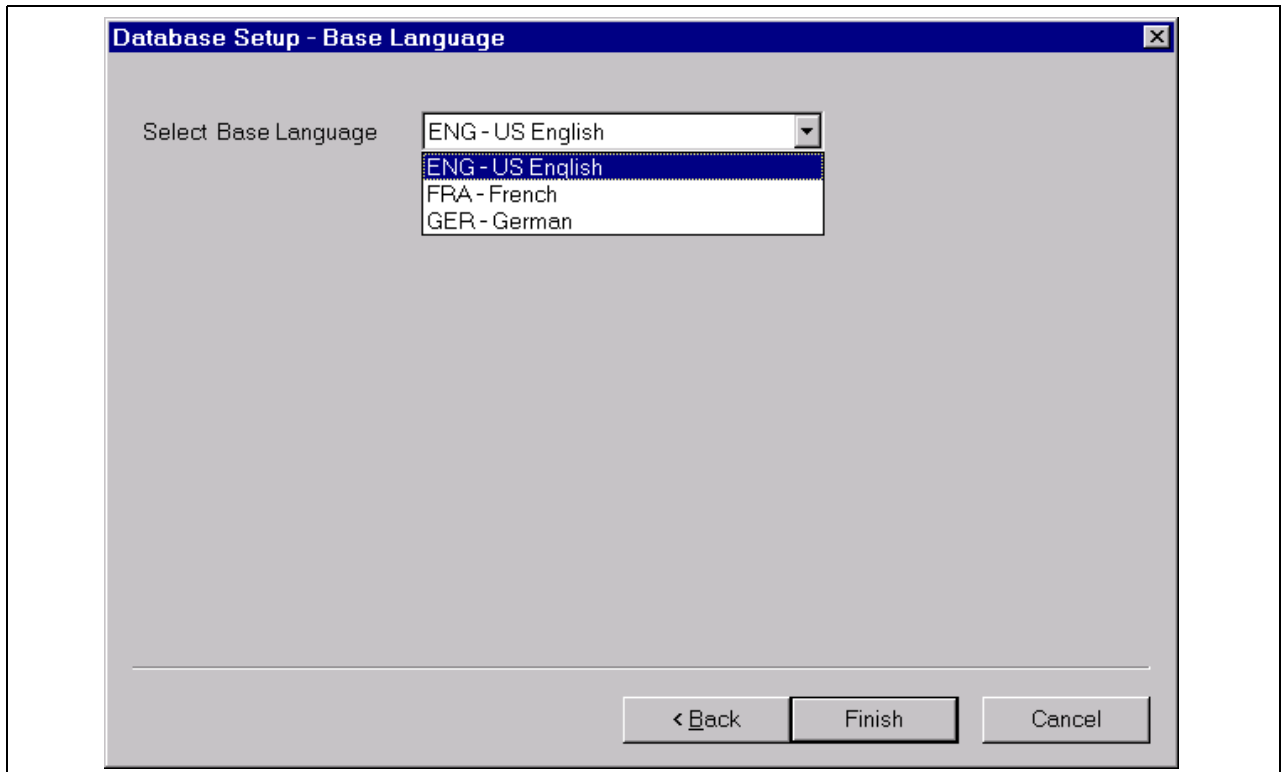 Database Setup - Base Language
Select Base Language
ENG - US English
ENG - US English
FRA - French
GER - German
< Back
Finish
Cancel